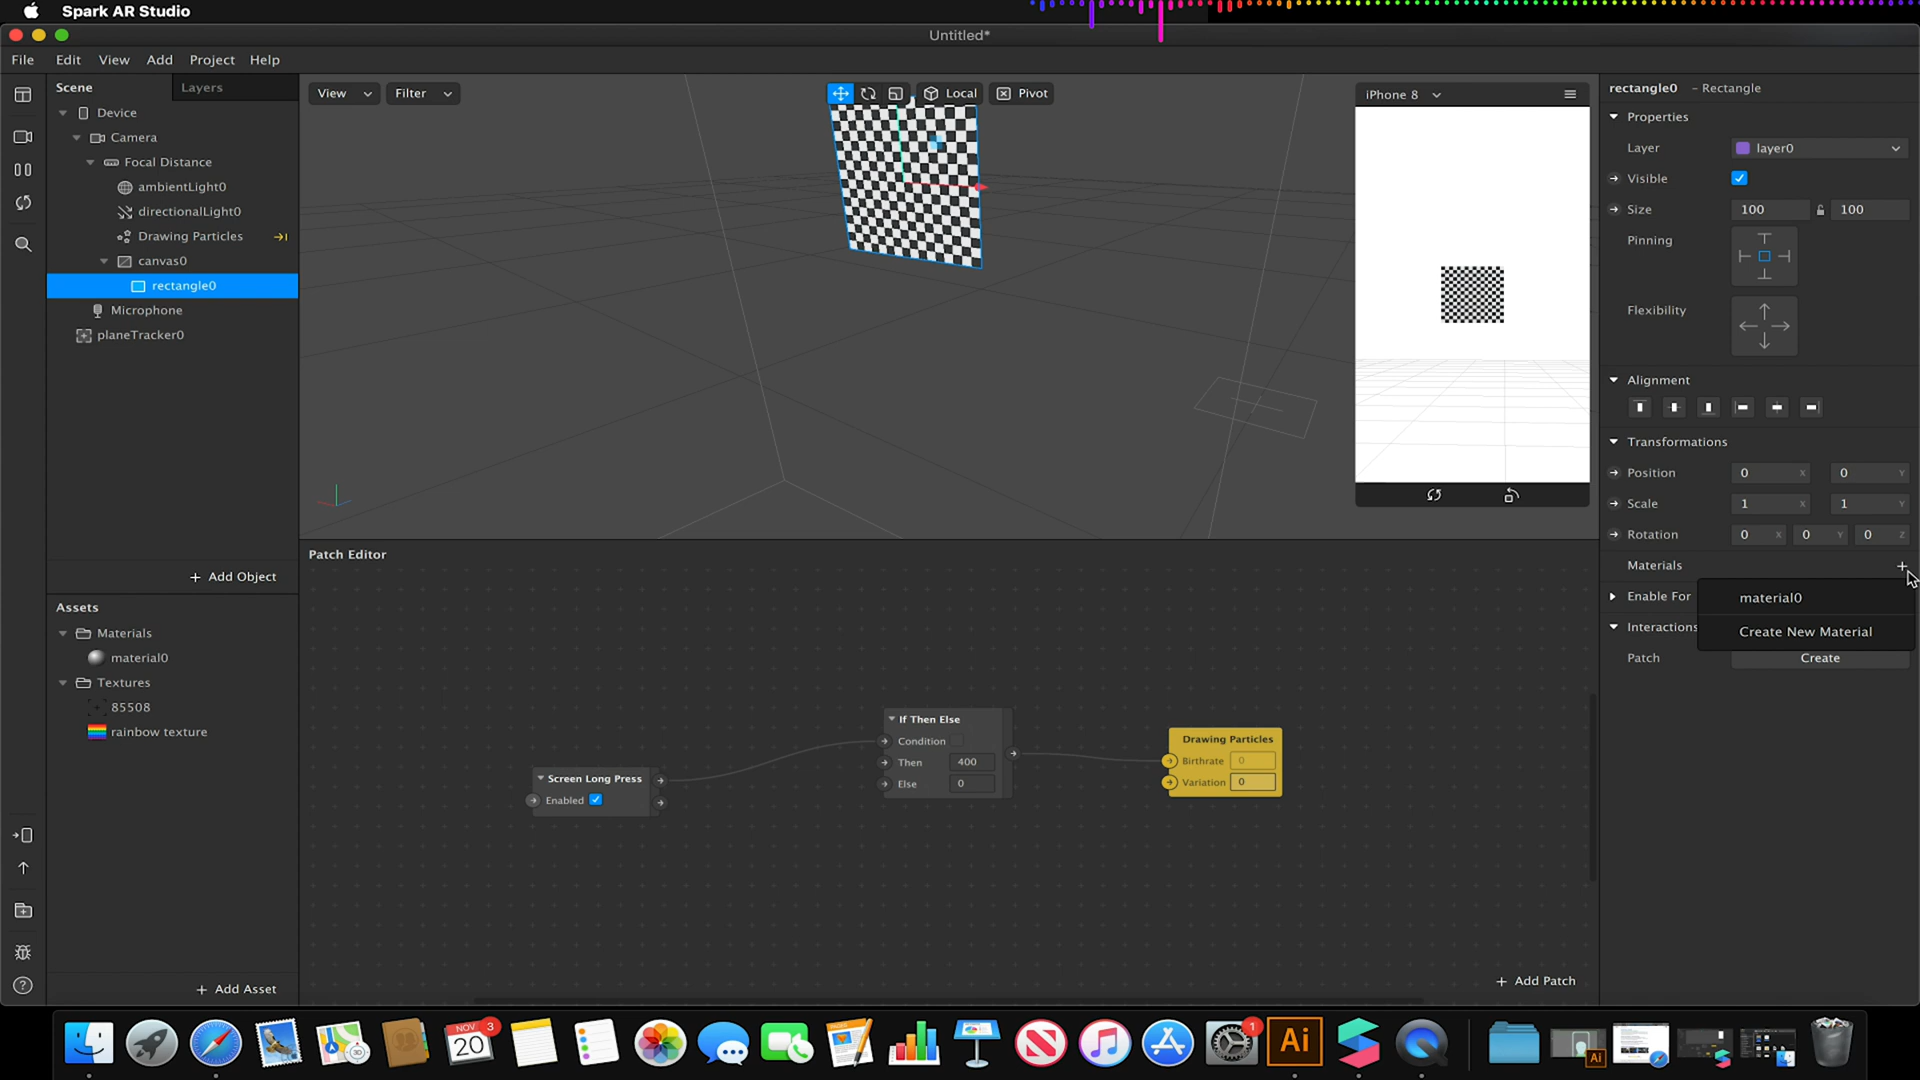 Spark AR Studio
Untitled*
File Edit View Add Project Help
Scene Layers
Device
Camera
Focal Distance
ambientLight0
directionalLight0
Drawing Particles
canvas0
rectangle0
Microphone
planeTracker0
+ Add Object
Assets
Materials
material0
Textures
85508
rainbow texture
+ Add Asset
View Filter Local Pivot
iPhone 8
Patch Editor
Screen Long Press
Enabled
If Then Else
Condition
Then 400
Else 0
Drawing Particles
Birthrate 0
Variation 0
+ Add Patch
rectangle0 - Rectangle
Properties
Layer layer0
Visible
Size 100 100
Pinning
Flexibility
Alignment
Transformations
Position 0 X 0 Y
Scale 1 X 1 Y
Rotation 0 X 0 Y 0 Z
Materials +
material0
Enable For
Create New Material
Interactions
Patch Create
NOV 3
20
1
Ai